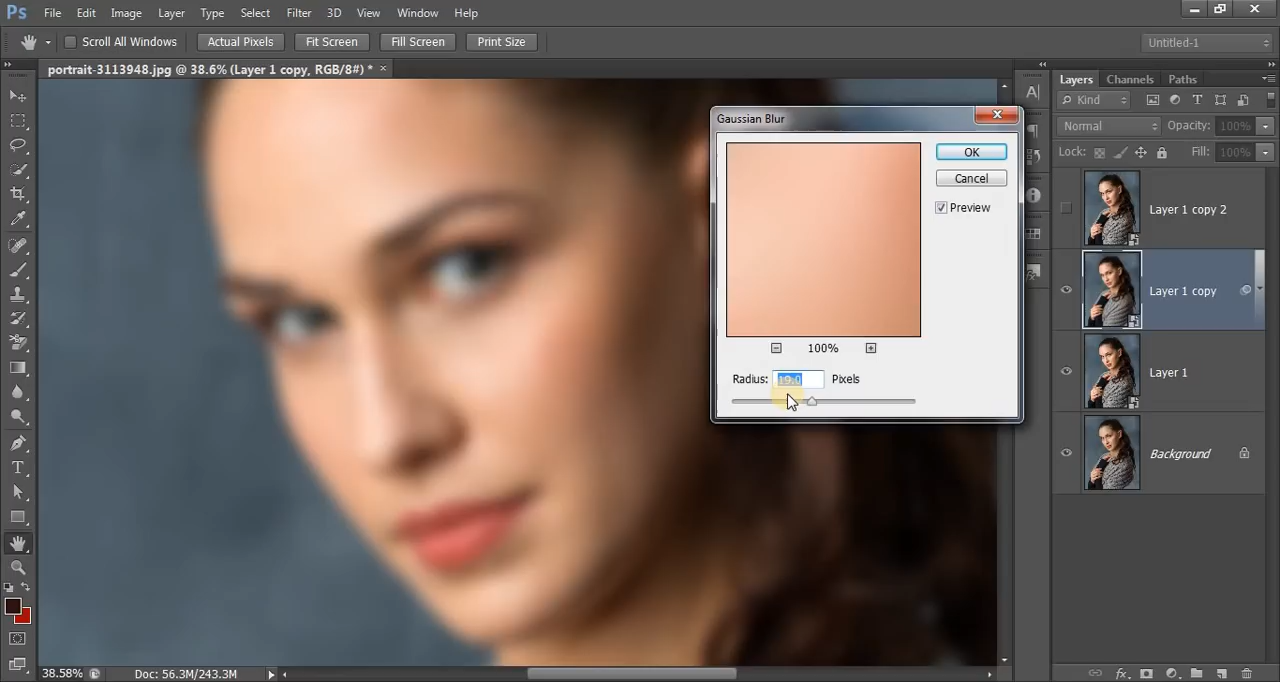 Ps File Edit Image Layer Type Select Filter 3D View Window Help
Scroll All Windows Actual Pixels Fit Screen Fill Screen Print Size Untitled-1
portrait-3113948.jpg @ 38.6% (Layer 1 copy, RGB/8#) * ×
Layers Channels Paths
Kind
Normal Opacity: 100%
Lock: Fill: 100%
Layer 1 copy 2
Layer 1 copy
Layer 1
Background
Gaussian Blur
OK
Cancel
Preview
100%
Radius: 19.0 Pixels
38.58% Doc: 56.3M/243.3M